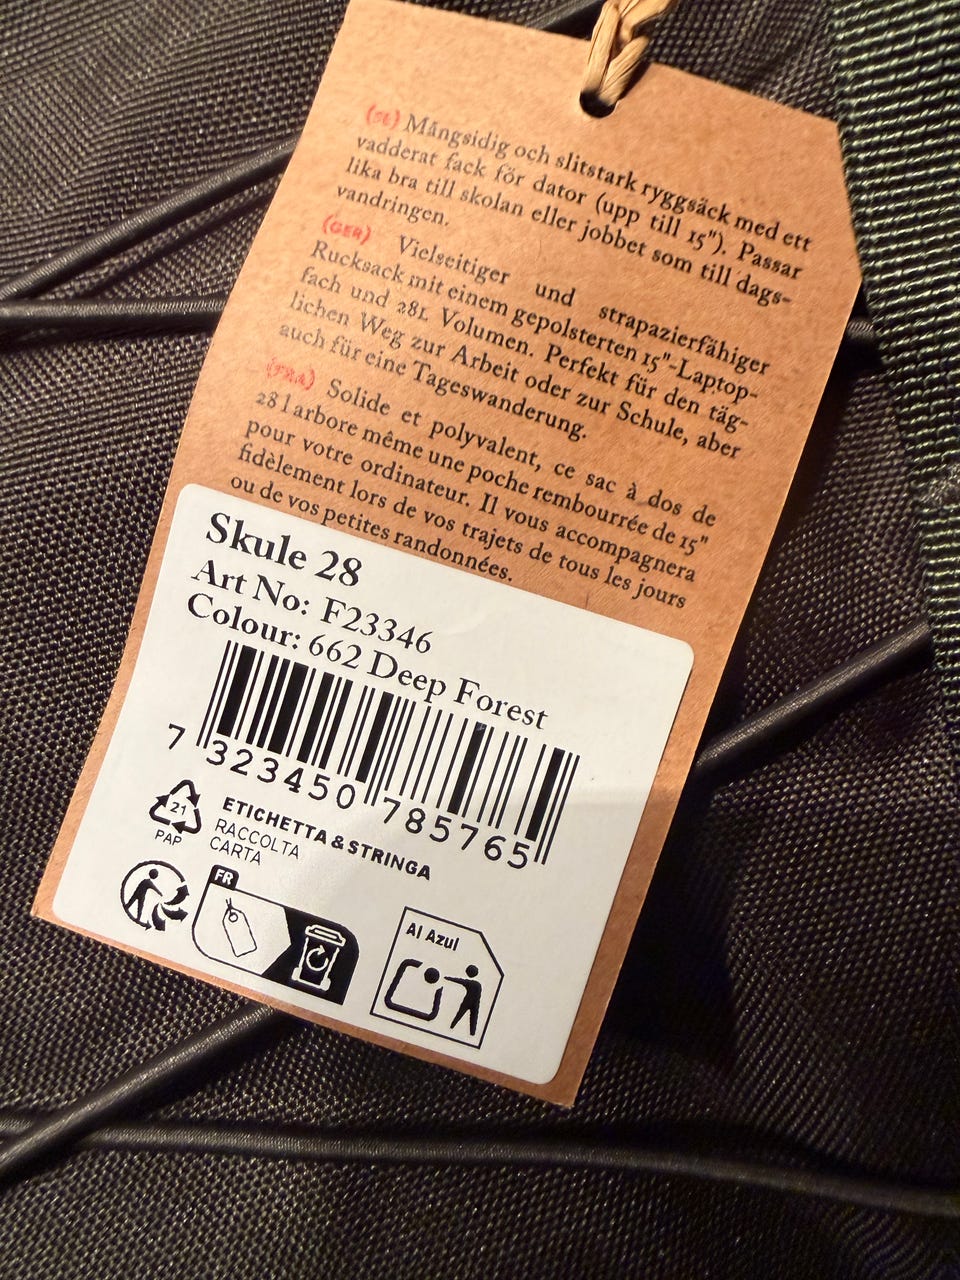 (SE) Mångsidig och slitstark ryggsäck med ett
vadderat fack för dator (upp till 15"). Passar
lika bra till skolan eller jobbet som till dags-
vandringen.
(GER) Vielseitiger und strapazierfähiger
Rucksack mit einem gepolsterten 15"-Laptop-
fach und 28L Volumen. Perfekt für den täg-
lichen Weg zur Arbeit oder zur Schule, aber
auch für eine Tageswanderung.
(FRA) Solide et polyvalent, ce sac à dos de
28 l arbore même une poche rembourrée de 15"
pour votre ordinateur. Il vous accompagnera
fidèlement lors de vos trajets de tous les jours
ou de vos petites randonnées.
Skule 28
Art No: F23346
Colour: 662 Deep Forest
7 323450 785765
21
PAP
ETICHETTA & STRINGA
RACCOLTA
CARTA
FR
Al Azul